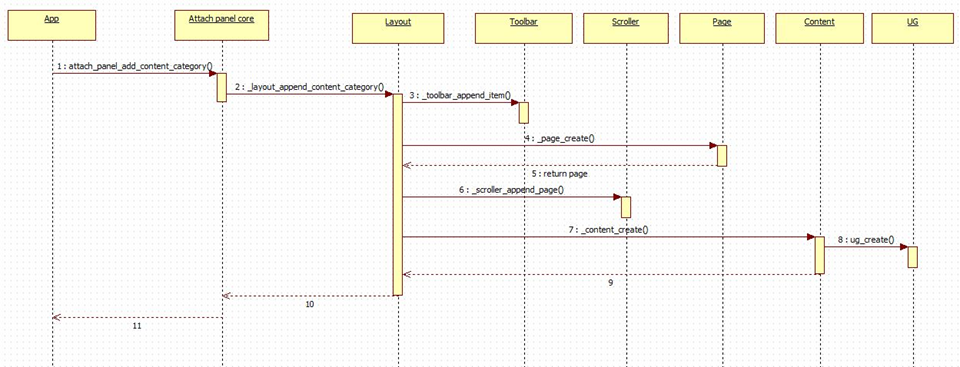 App
Attach panel core
Layout
Toolbar
Scroller
Page
Content
UG
1 : attach_panel_add_content_category()
2 : _layout_append_content_category()
3 : _toolbar_append_item()
4 : _page_create()
5 : return page
6 : _scroller_append_page()
7 : _content_create()
8 : ug_create()
9
10
11